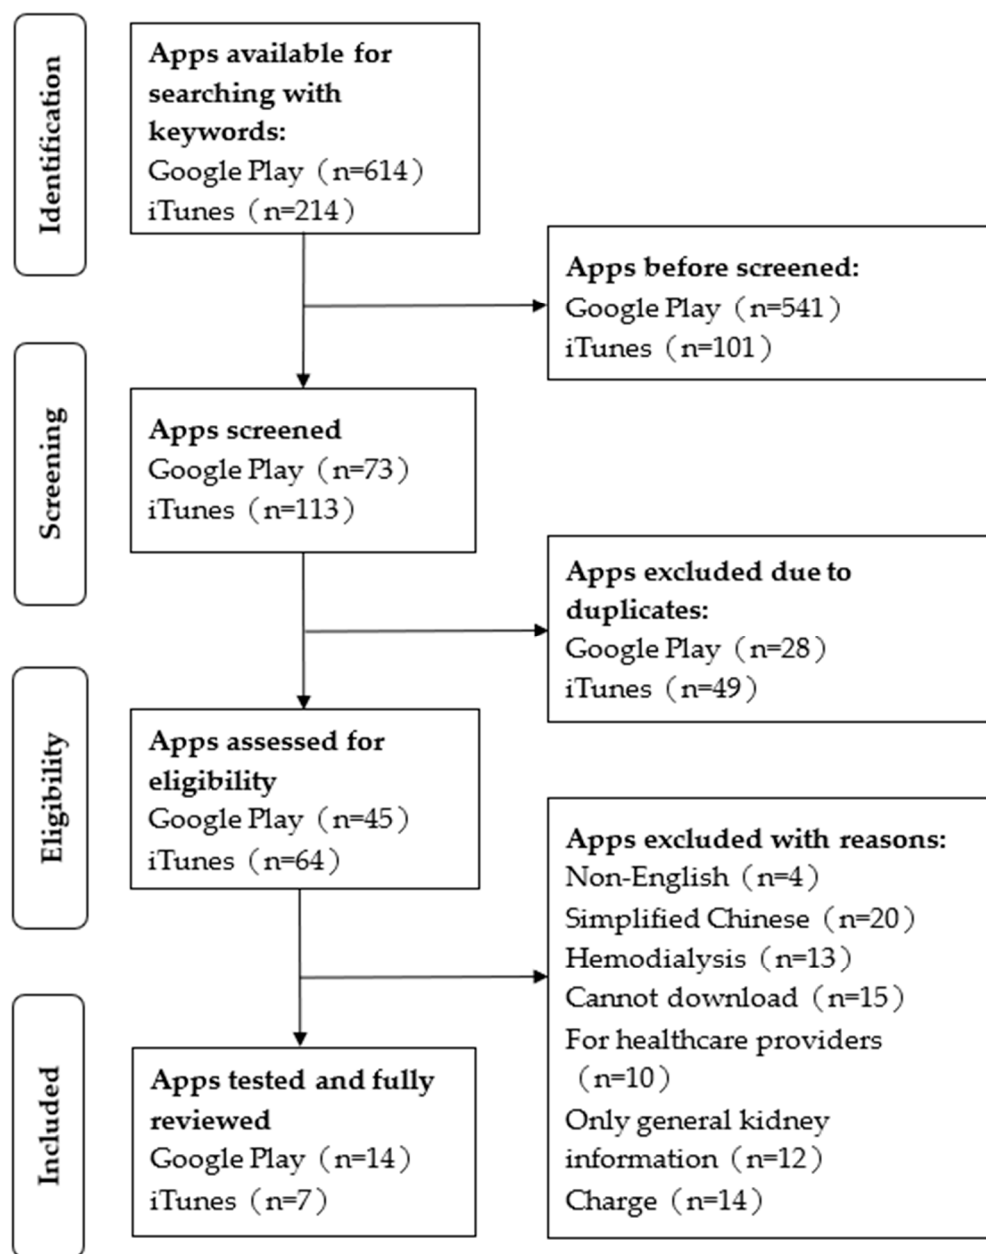 Identification
Apps available for
searching with
keywords:
Google Play (n=614)
iTunes (n=214)
Apps before screened:
Google Play (n=541)
iTunes (n=101)
Screening
Apps screened
Google Play (n=73)
iTunes (n=113)
Apps excluded due to
duplicates:
Google Play (n=28)
iTunes (n=49)
Eligibility
Apps assessed for
eligibility
Google Play (n=45)
iTunes (n=64)
Apps excluded with reasons:
Non-English (n=4)
Simplified Chinese (n=20)
Hemodialysis (n=13)
Cannot download (n=15)
For healthcare providers
(n=10)
Only general kidney
information (n=12)
Charge (n=14)
Included
Apps tested and fully
reviewed
Google Play (n=14)
iTunes (n=7)